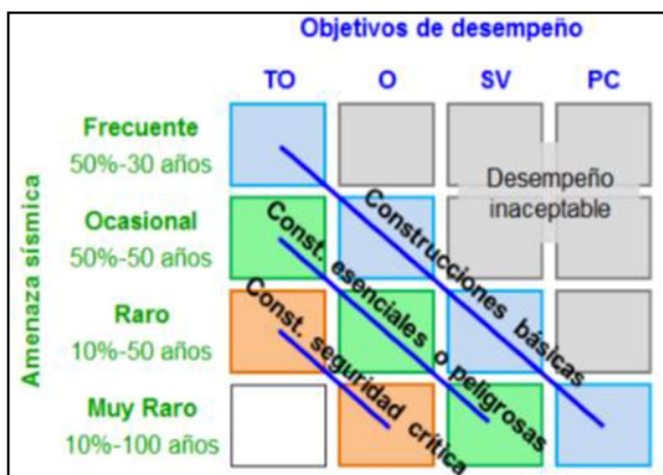 Objetivos de desempeño
TO O SV PC
Amenaza sísmica
Frecuente
50%-30 años
Ocasional
50%-50 años
Raro
10%-50 años
Muy Raro
10%-100 años
Desempeño
inaceptable
Construcciones básicas
Const. esenciales o peligrosas
Const. seguridad crítica